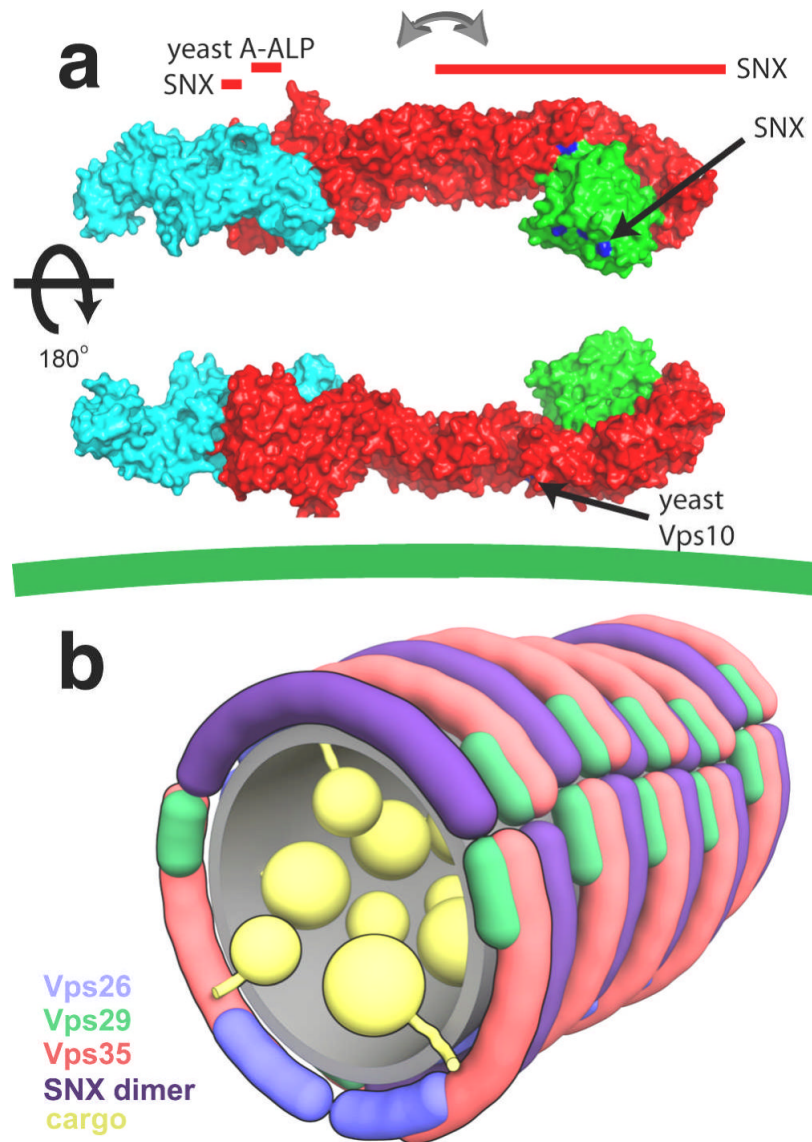 a
yeast A-ALP
SNX
SNX
SNX
180°
yeast
Vps10
b
Vps26
Vps29
Vps35
SNX dimer
cargo